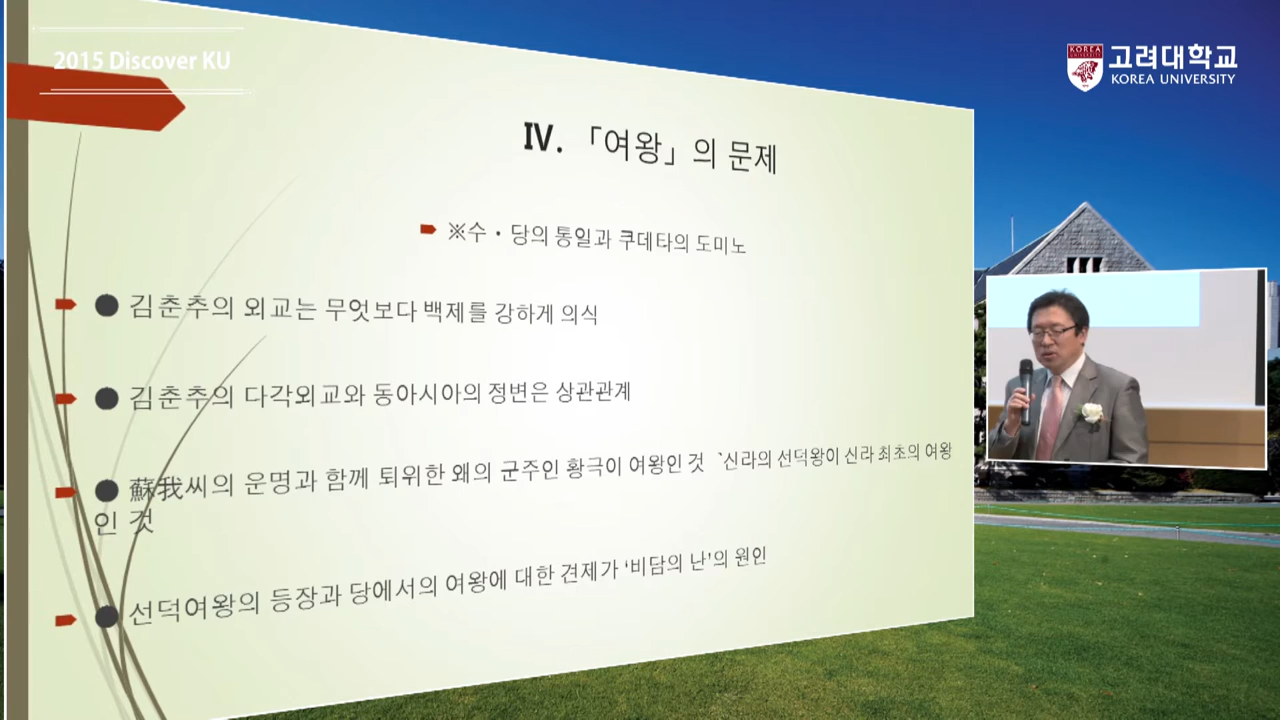 2015 Discover KU
KOREA
고려대학교
KOREA UNIVERSITY
Ⅳ. 「여왕」의 문제
※수・당의 통일과 쿠데타의 도미노
● 김춘추의 외교는 무엇보다 백제를 강하게 의식
● 김춘추의 다각외교와 동아시아의 정변은 상관관계
● 蘇我씨의 운명과 함께 퇴위한 왜의 군주인 황극이 여왕인 것 `신라의 선덕왕이 신라 최초의 여왕
인 것
● 선덕여왕의 등장과 당에서의 여왕에 대한 견제가 ‘비담의 난’의 원인